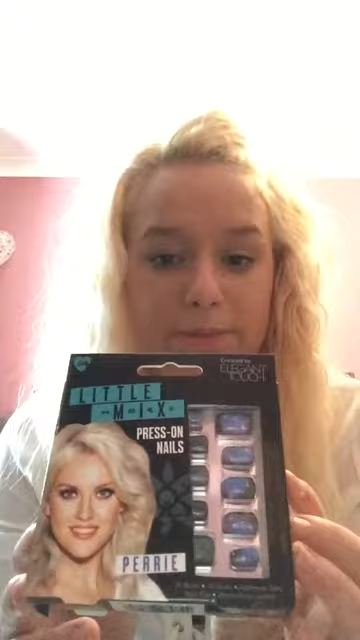 Created by
ELEGANT
TOUCH
LITTLE
MIX
PRESS-ON
NAILS
PERRIE